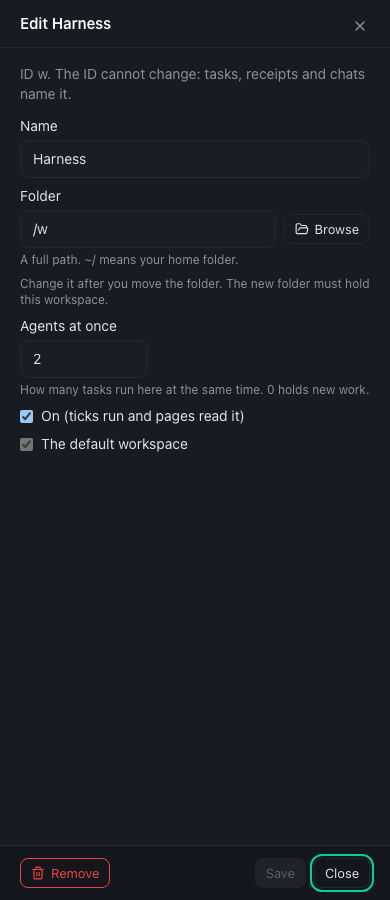 Edit Harness
ID w. The ID cannot change: tasks, receipts and chats
name it.
Name
Harness
Folder
/w
Browse
A full path. ~/ means your home folder.
Change it after you move the folder. The new folder must hold
this workspace.
Agents at once
2
How many tasks run here at the same time. 0 holds new work.
On (ticks run and pages read it)
The default workspace
Remove
Save
Close